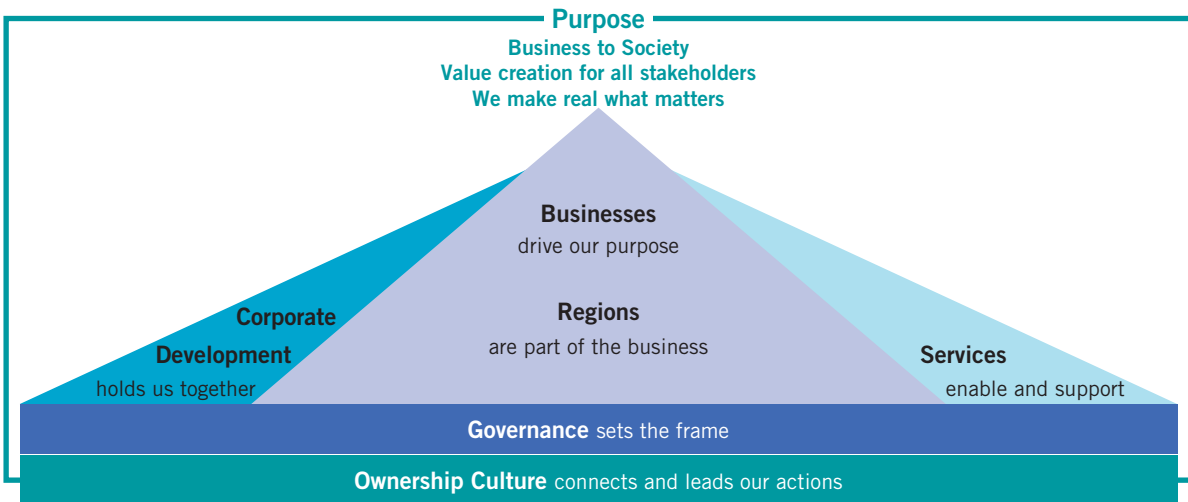 Purpose
Business to Society
Value creation for all stakeholders
We make real what matters
Businesses
drive our purpose
Regions
are part of the business
Corporate
Development
holds us together
Services
enable and support
Governance sets the frame
Ownership Culture connects and leads our actions